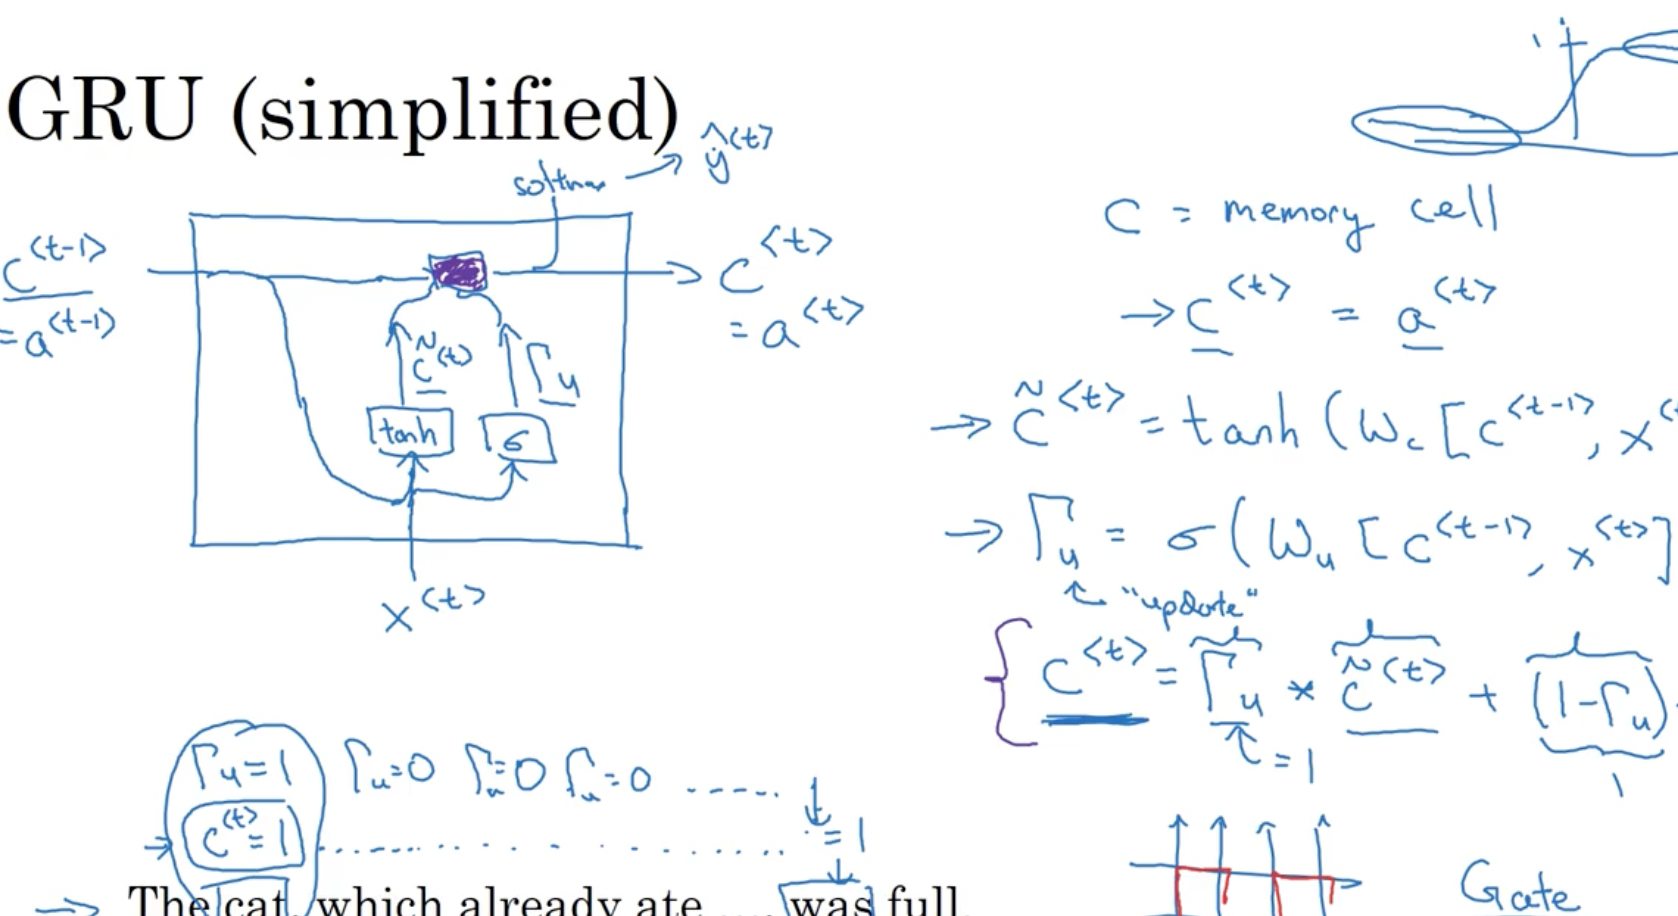 GRU (simplified)
softmax → ŷ<t>
c<t-1>
= a<t-1>
c<t>
= a<t>
c̃<t>
Γu
tanh
σ
x<t>
1
C = memory cell
→ c<t> = a<t>
→ c̃<t> = tanh (Wc [c<t-1>, x<t
→ Γu = σ (Wu [c<t-1>, x<t>]
"update"
c<t> = Γu * c̃<t> + (1-Γu)
= 1
1
Γu=1 Γu=0 Γu=0 Γu=0 .....
c<t>=1 ............ = 1
→ The cat, which already ate ..., was full.
Gate